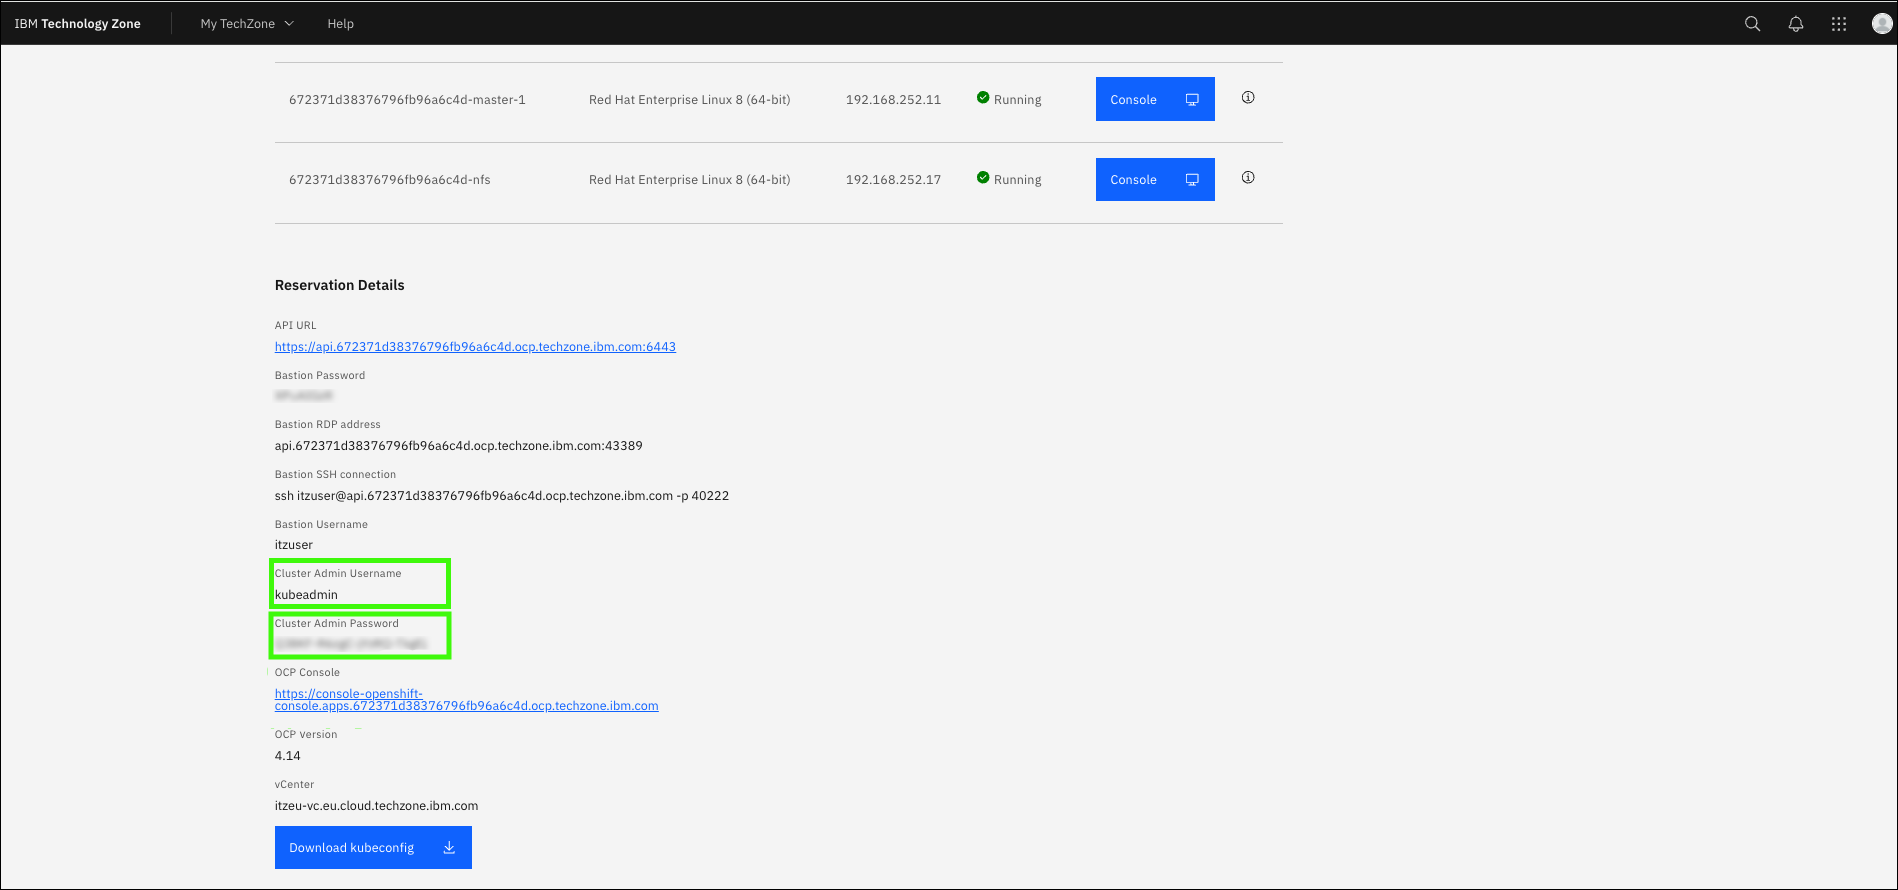 IBM Technology Zone
My TechZone
Help
672371d38376796fb96a6c4d-master-1 Red Hat Enterprise Linux 8 (64-bit) 192.168.252.11 Running Console
672371d38376796fb96a6c4d-nfs Red Hat Enterprise Linux 8 (64-bit) 192.168.252.17 Running Console
Reservation Details
API URL
https://api.672371d38376796fb96a6c4d.ocp.techzone.ibm.com:6443
Bastion Password
Bastion RDP address
api.672371d38376796fb96a6c4d.ocp.techzone.ibm.com:43389
Bastion SSH connection
ssh itzuser@api.672371d38376796fb96a6c4d.ocp.techzone.ibm.com -p 40222
Bastion Username
itzuser
Cluster Admin Username
kubeadmin
Cluster Admin Password
OCP Console
https://console-openshift-
console.apps.672371d38376796fb96a6c4d.ocp.techzone.ibm.com
OCP Version
4.14
vCenter
itzeu-vc.eu.cloud.techzone.ibm.com
Download kubeconfig